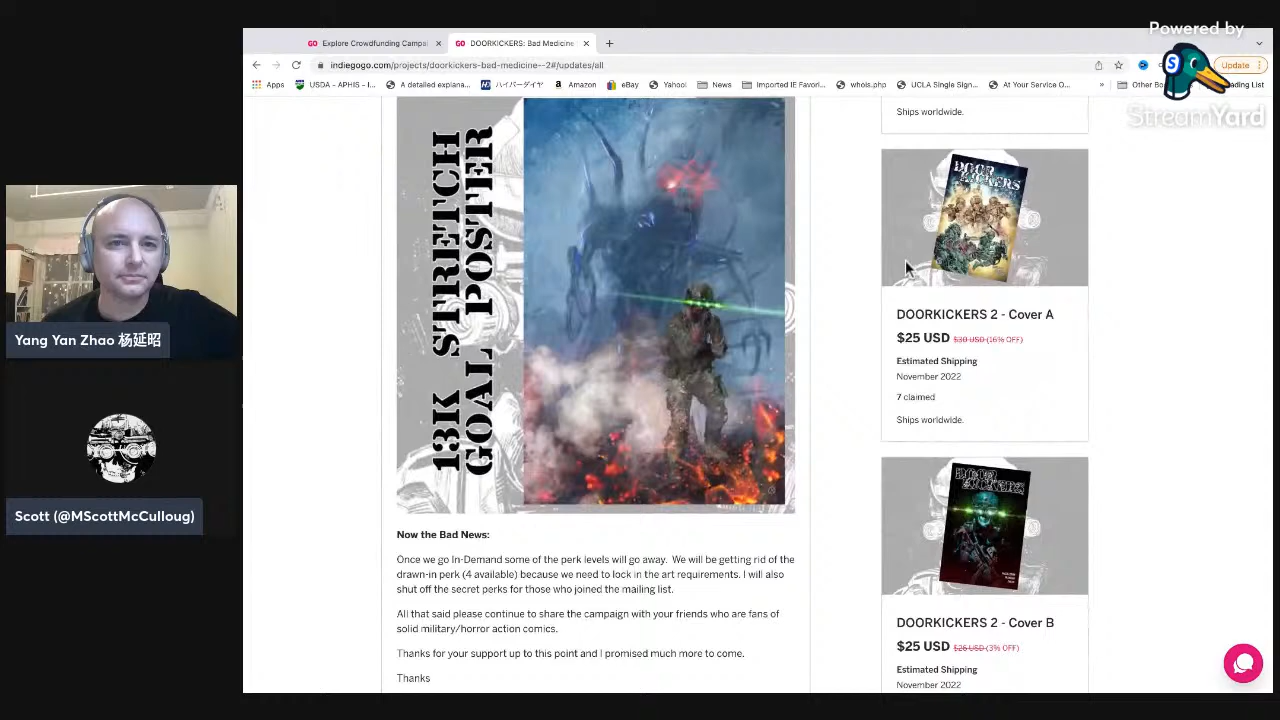 Powered by
StreamYard
Explore Crowdfunding Campai
DOORKICKERS: Bad Medicine
indiegogo.com/projects/doorkickers-bad-medicine--2#/updates/all
Update
Apps
USDA - APHIS - I...
A detailed explana...
ハイパーダイヤ
Amazon
eBay
Yahoo!
News
Imported IE Favori...
whois.php
UCLA Single Sign...
At Your Service O...
»
Other Bo
ading List
13K STRETCH
GOAL POSTER
Now the Bad News:
Once we go In-Demand some of the perk levels will go away. We will be getting rid of the
drawn-in perk (4 available) because we need to lock in the art requirements. I will also
shut off the secret perks for those who joined the mailing list.
All that said please continue to share the campaign with your friends who are fans of
solid military/horror action comics.
Thanks for your support up to this point and I promised much more to come.
Thanks
Ships worldwide.
DOOR
KICKERS
DOORKICKERS 2 - Cover A
$25 USD $30 USD (16% OFF)
Estimated Shipping
November 2022
7 claimed
Ships worldwide.
DOOR
KICKERS
DOORKICKERS 2 - Cover B
$25 USD $26 USD (3% OFF)
Estimated Shipping
November 2022
Yang Yan Zhao 杨延昭
Scott (@MScottMcCulloug)